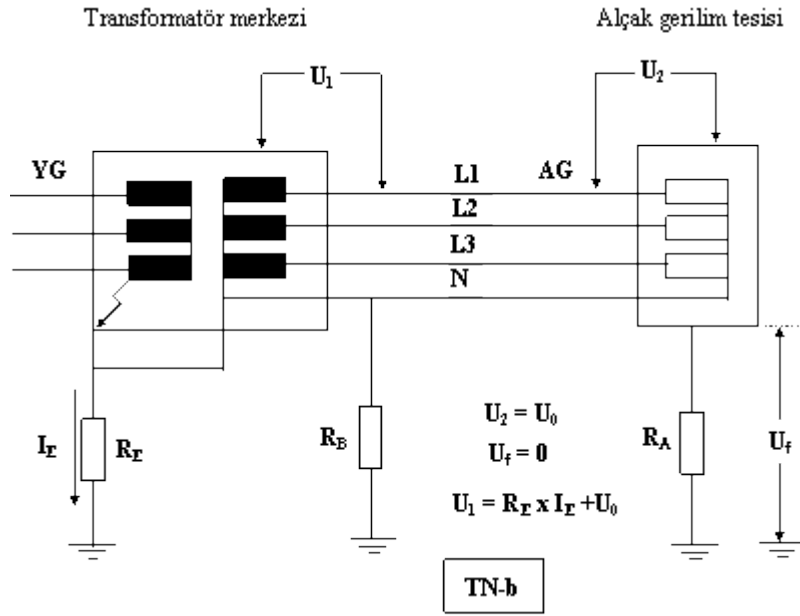 Transformatör merkezi
Alçak gerilim tesisi
U1
U2
YG
L1
AG
L2
L3
N
U2 = U0
Uf = 0
U1 = RE x IE + U0
IE
RE
RB
RA
Uf
TN-b